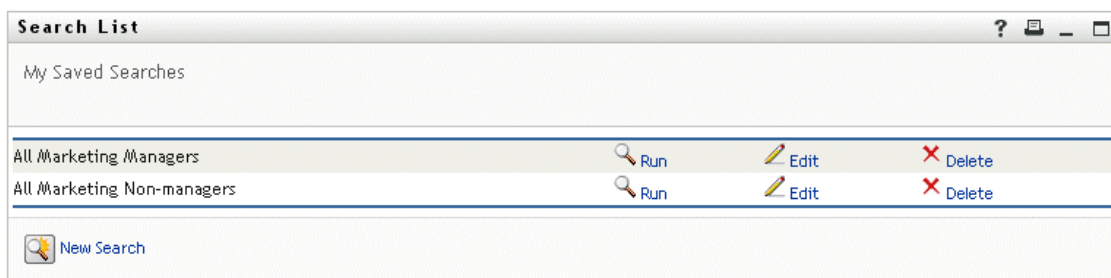 Search List ?
My Saved Searches
All Marketing Managers Run Edit Delete
All Marketing Non-managers Run Edit Delete
New Search